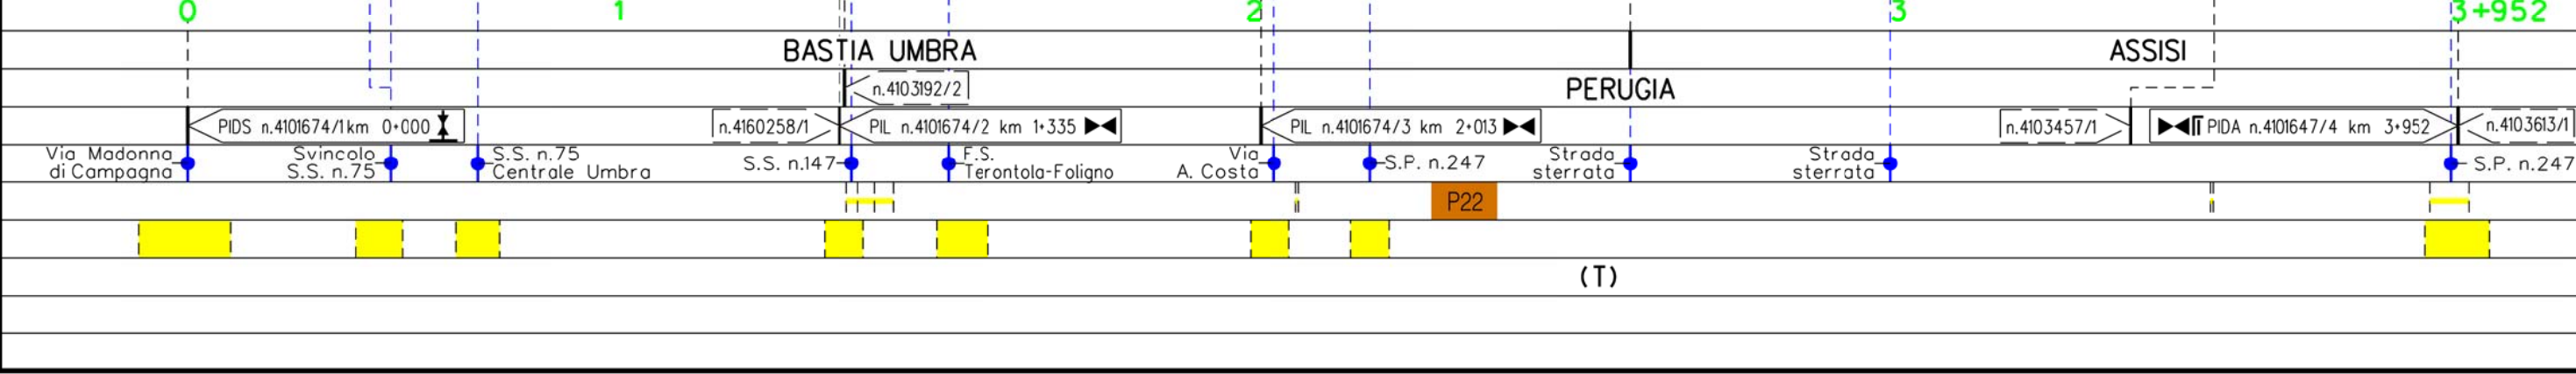 0 1 2 3 3+952
BASTIA UMBRA ASSISI
n.4103192/2 PERUGIA
PIDS n.4101674/1km 0+000 n.4160258/1 PIL n.4101674/2 km 1+335 PIL n.4101674/3 km 2+013 n.4103457/1 PIDA n.4101647/4 km 3+952 n.4103613/1
Via Madonna
di Campagna
Svincolo
S.S. n.75
S.S. n.75
Centrale Umbra
S.S. n.147
F.S.
Terontola-Foligno
Via
A. Costa
S.P. n.247
Strada
sterrata
Strada
sterrata
S.P. n.247
P22
(T)